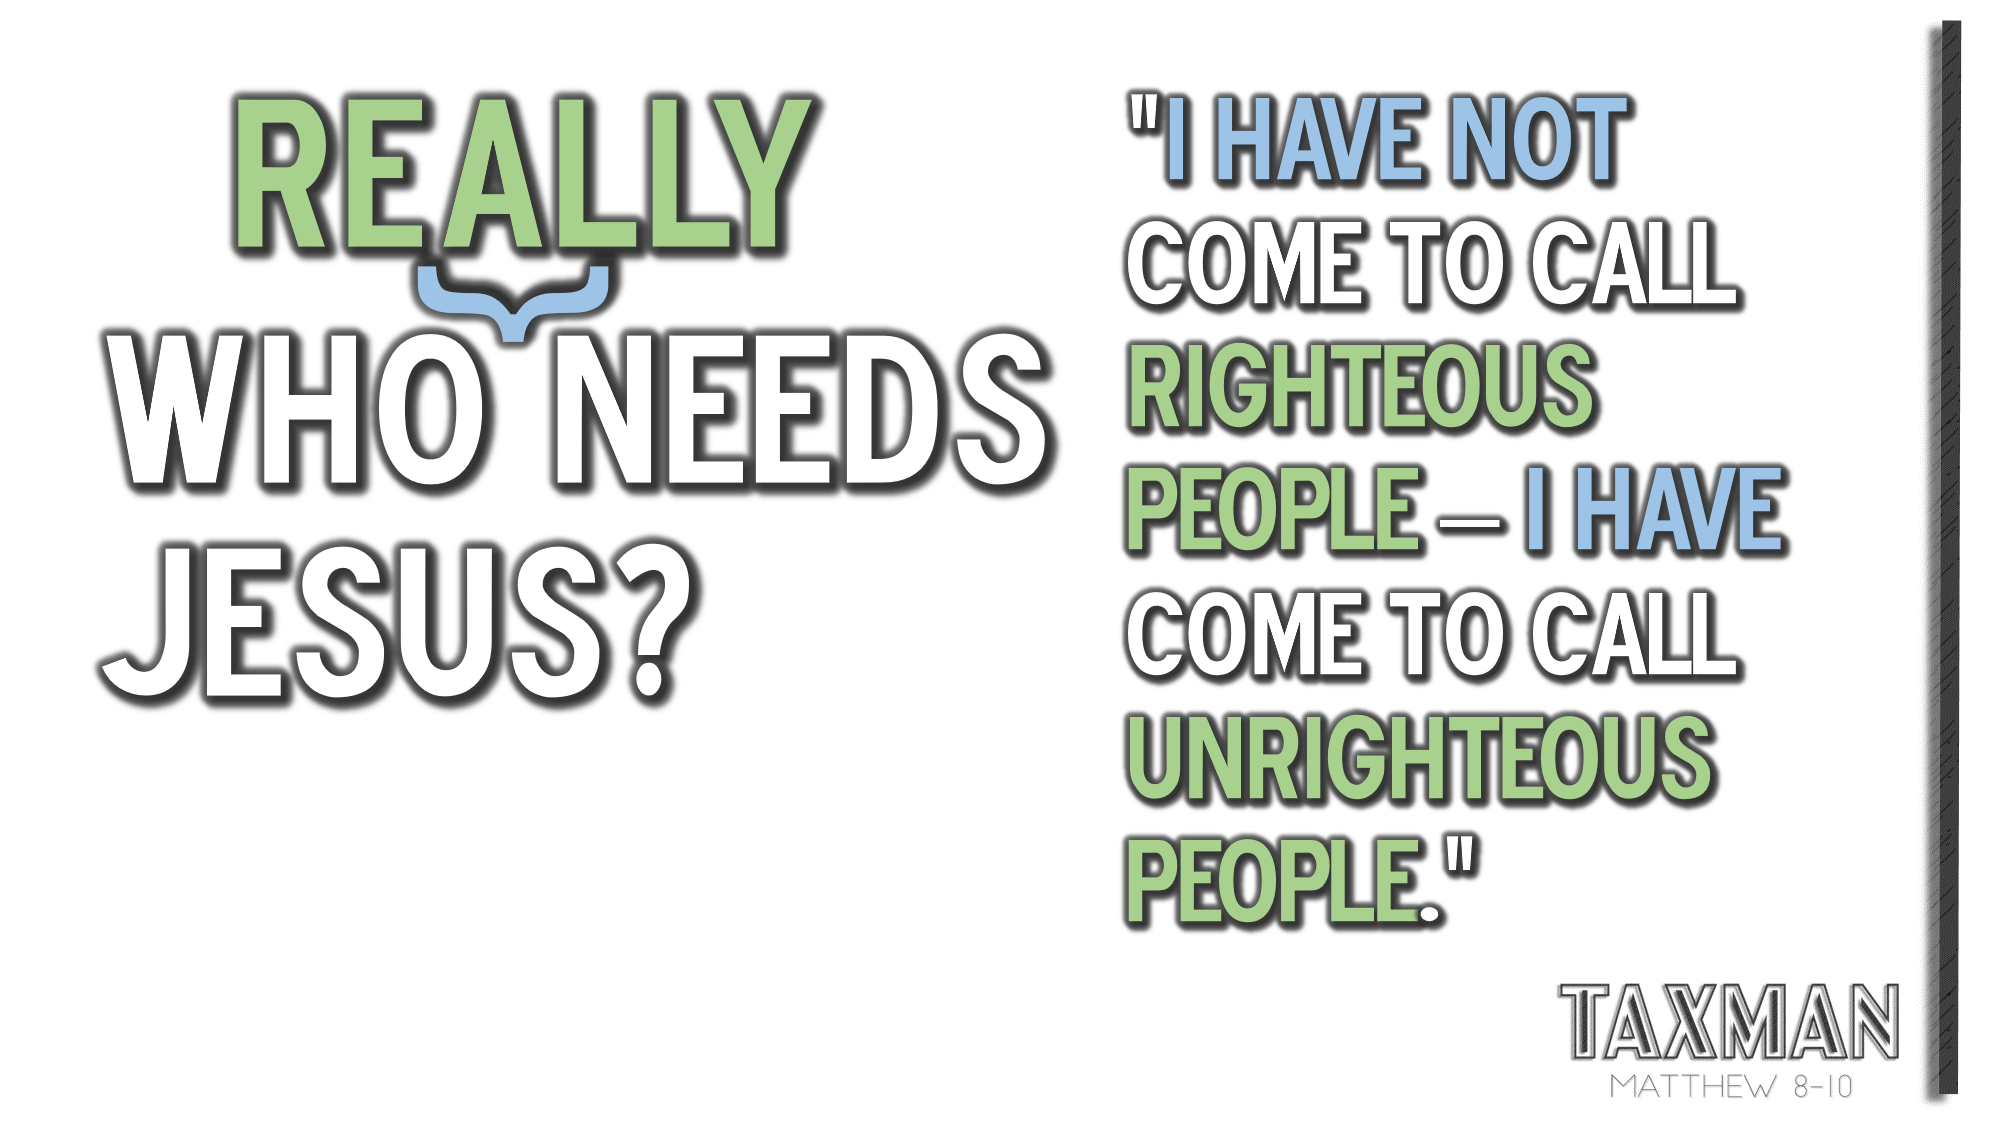 REALLY
WHO NEEDS
JESUS?
"I HAVE NOT
COME TO CALL
RIGHTEOUS
PEOPLE — I HAVE
COME TO CALL
UNRIGHTEOUS
PEOPLE."
TAXMAN
MATTHEW 8-10